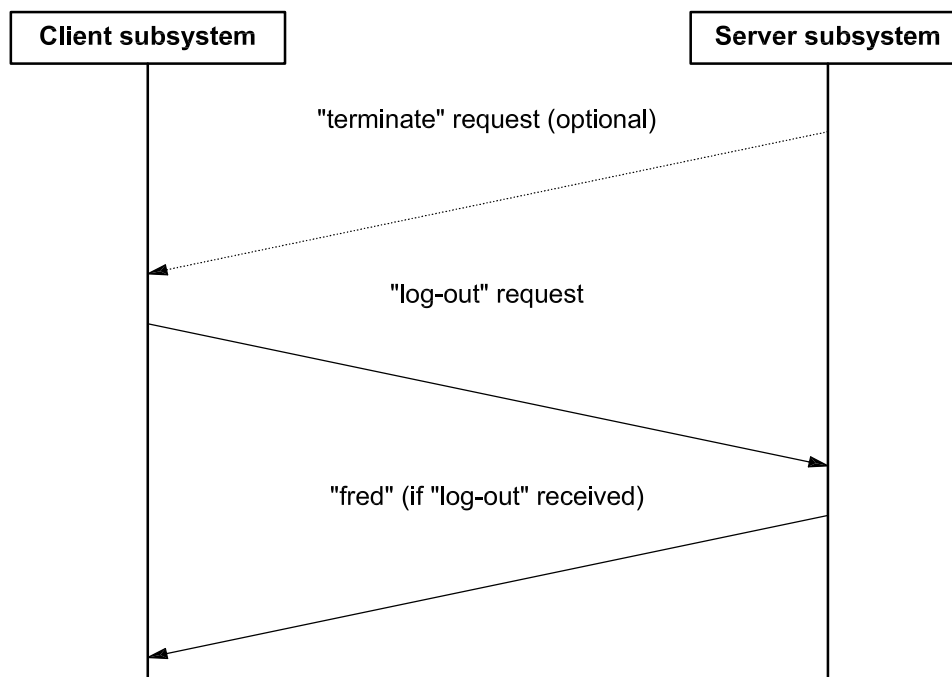 Client subsystem
Server subsystem
"terminate" request (optional)
"log-out" request
"fred" (if "log-out" received)